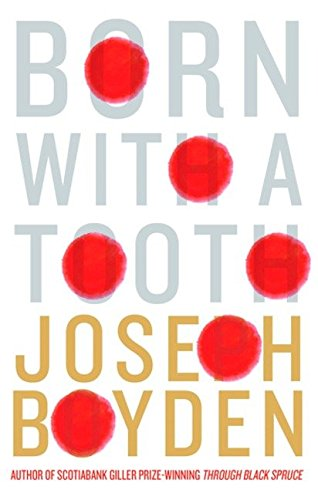 BORN
WITH A
TOOTH
JOSEPH
BOYDEN
AUTHOR OF SCOTIABANK GILLER PRIZE-WINNING THROUGH BLACK SPRUCE